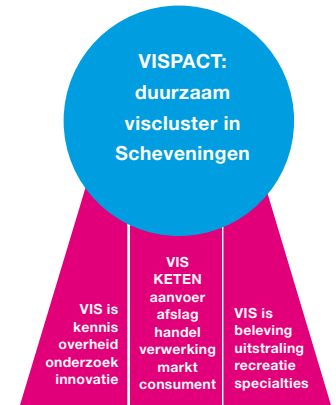 VISPACT:
duurzaam
viscluster in
Scheveningen
VIS is
kennis
overheid
onderzoek
innovatie
VIS
KETEN
aanvoer
afslag
handel
verwerking
markt
consument
VIS is
beleving
uitstraling
recreatie
specialties